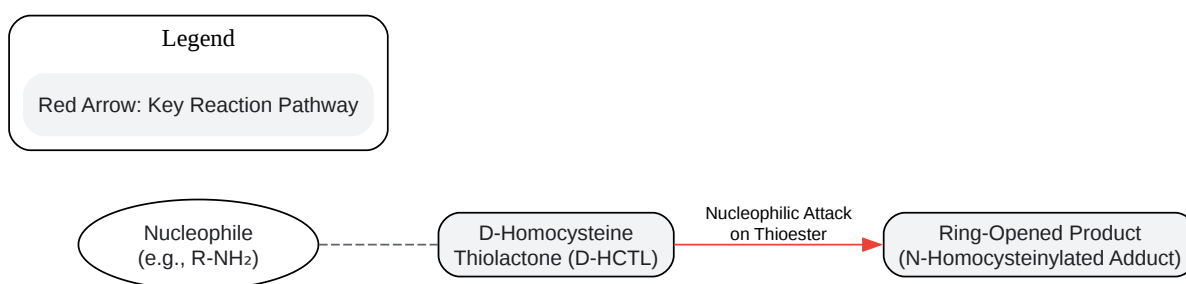 Legend
Red Arrow: Key Reaction Pathway
Nucleophile
(e.g., R-NH₂)
D-Homocysteine
Thiolactone (D-HCTL)
Nucleophilic Attack
on Thioester
Ring-Opened Product
(N-Homocysteinylated Adduct)